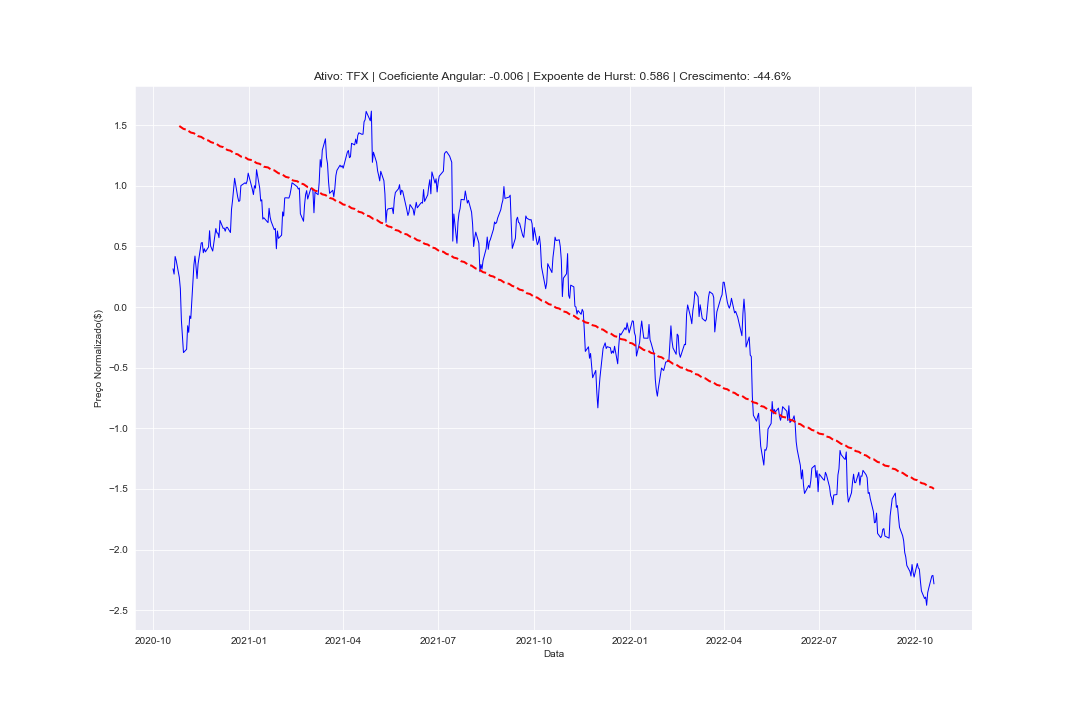 Ativo: TFX | Coeficiente Angular: -0.006 | Expoente de Hurst: 0.586 | Crescimento: -44.6%
Preço Normalizado($)
1.5
1.0
0.5
0.0
−0.5
−1.0
−1.5
−2.0
−2.5
2020-10 2021-01 2021-04 2021-07 2021-10 2022-01 2022-04 2022-07 2022-10
Data